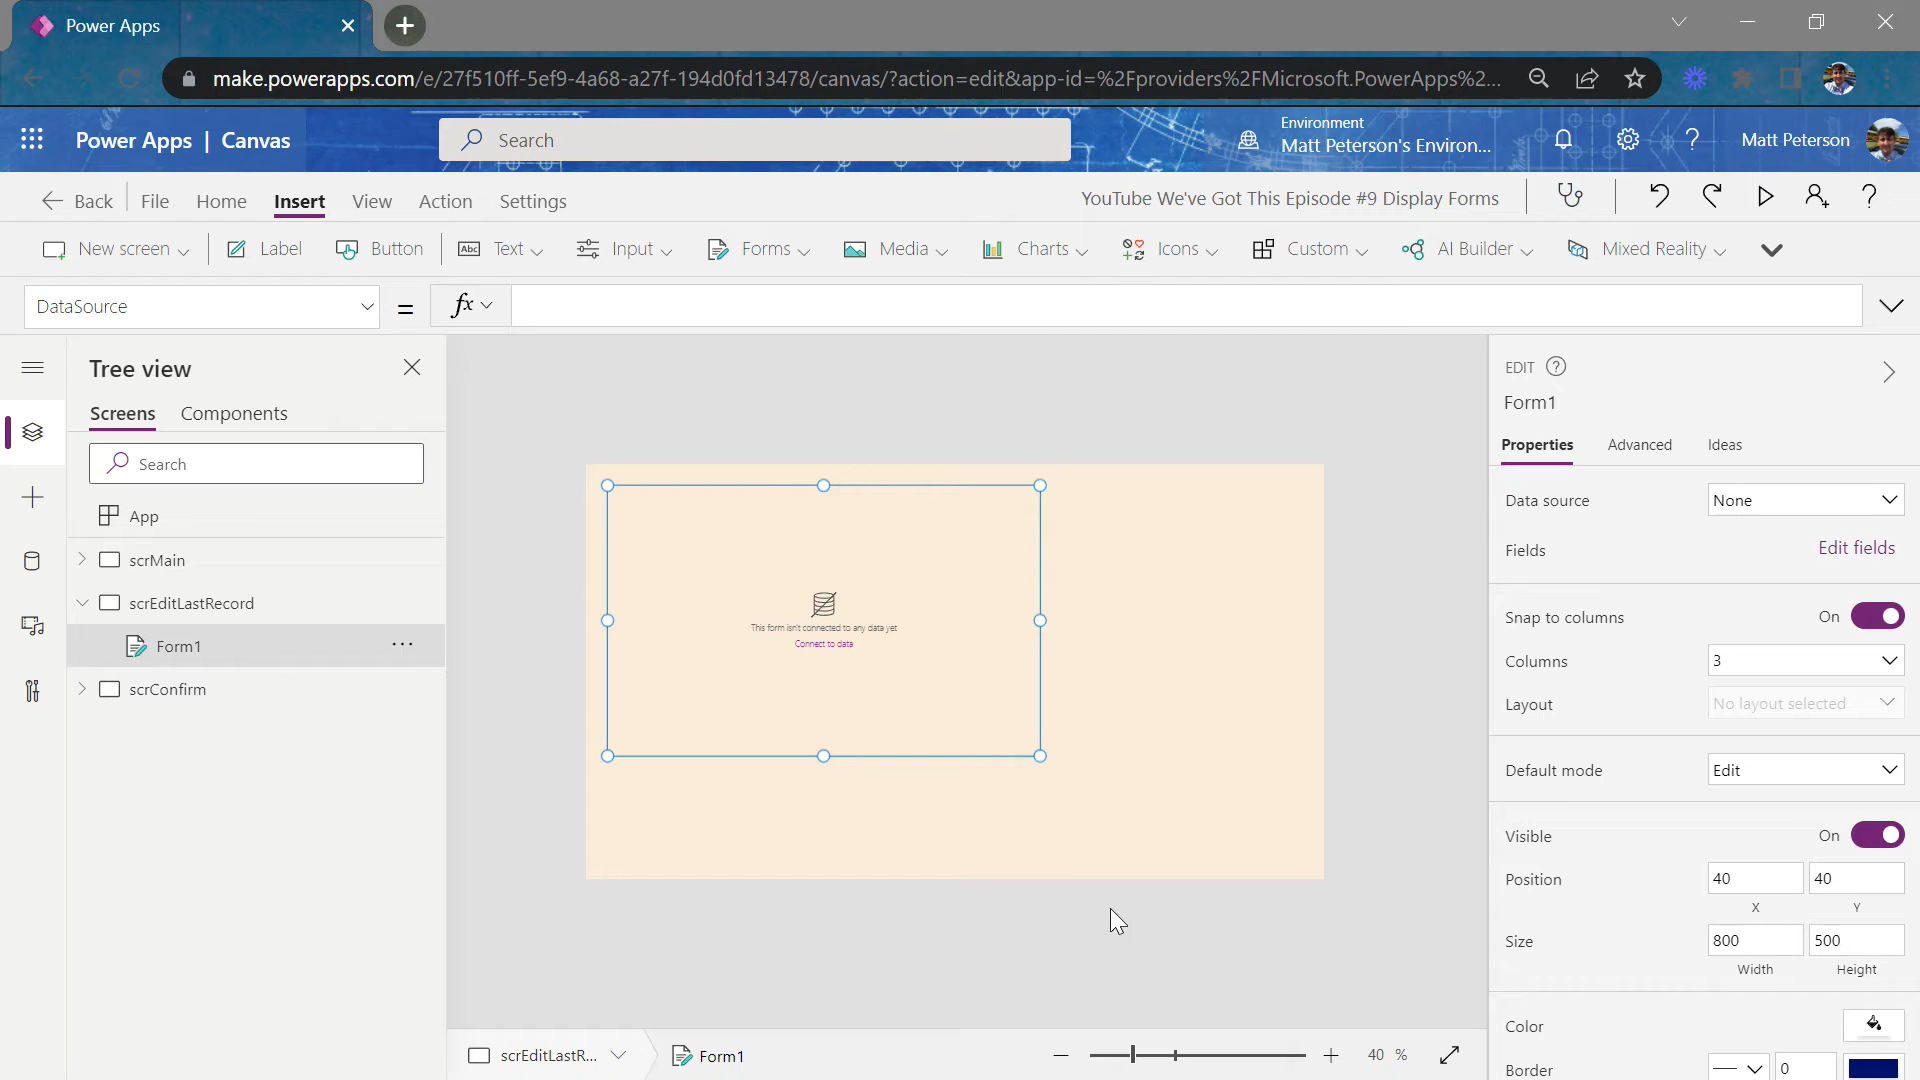 Power Apps
make.powerapps.com/e/27f510ff-5ef9-4a68-a27f-194d0fd13478/canvas/?action=edit&app-id=%2Fproviders%2FMicrosoft.PowerApps%2...
Power Apps | Canvas
Search
Environment
Matt Peterson's Environ...
Matt Peterson
Back
File
Home
Insert
View
Action
Settings
YouTube We've Got This Episode #9 Display Forms
New screen
Label
Button
Abc
Text
Input
Forms
Media
Charts
Icons
Custom
AI Builder
Mixed Reality
DataSource
=
fx
Tree view
Screens
Components
Search
App
scrMain
scrEditLastRecord
Form1
...
scrConfirm
This form isn't connected to any data yet
Connect to data
EDIT
Form1
Properties
Advanced
Ideas
Data source
None
Fields
Edit fields
Snap to columns
On
Columns
3
Layout
No layout selected
Default mode
Edit
Visible
On
Position
40
40
X
Y
Size
800
500
Width
Height
Color
Border
0
scrEditLastR...
Form1
40 %